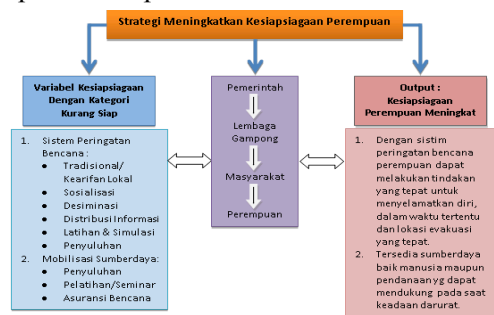 Strategi Meningkatkan Kesiapsiagaan Perempuan
Variabel Kesiapsiagaan
Dengan Kategori
Kurang Siap
1. Sistem Peringatan
Bencana :
• Tradisional/
Kearifan Lokal
• Sosialisasi
• Desiminasi
• Distribusi Informasi
• Latihan & Simulasi
• Penyuluhan
2. Mobilisasi Sumberdaya:
• Penyuluhan
• Pelatihan/Seminar
• Asuransi Bencana
Pemerintah
Lembaga
Gampong
Masyarakat
Perempuan
Output :
Kesiapsiagaan
Perempuan Meningkat
1. Dengan sistim
peringatan bencana
perempuan dapat
melakukan tindakan
yang tepat untuk
menyelamatkan diri,
dalam waktu tertentu
dan lokasi evakuasi
yang tepat.
2. Tersedia sumberdaya
baik manusia maupun
pendanaan yg dapat
mendukung pada saat
keadaan darurat.